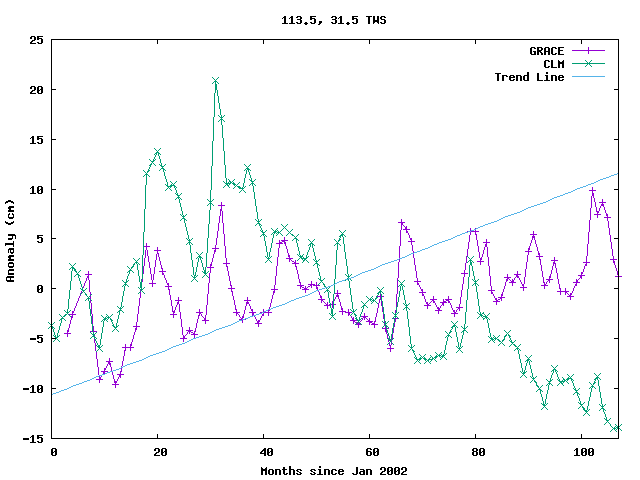 113.5, 31.5 TWS
GRACE
CLM
Trend Line
25
20
15
10
5
0
-5
-10
-15
Anomaly (cm)
0 20 40 60 80 100
Months since Jan 2002